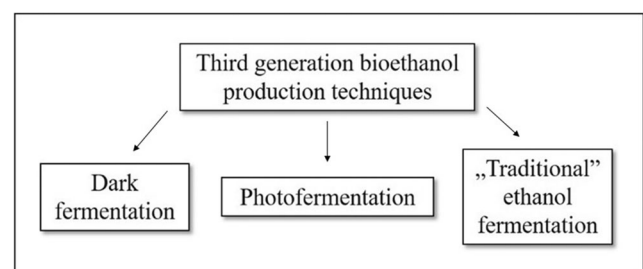 Third generation bioethanol
production techniques
Dark
fermentation
Photofermentation
„Traditional”
ethanol
fermentation